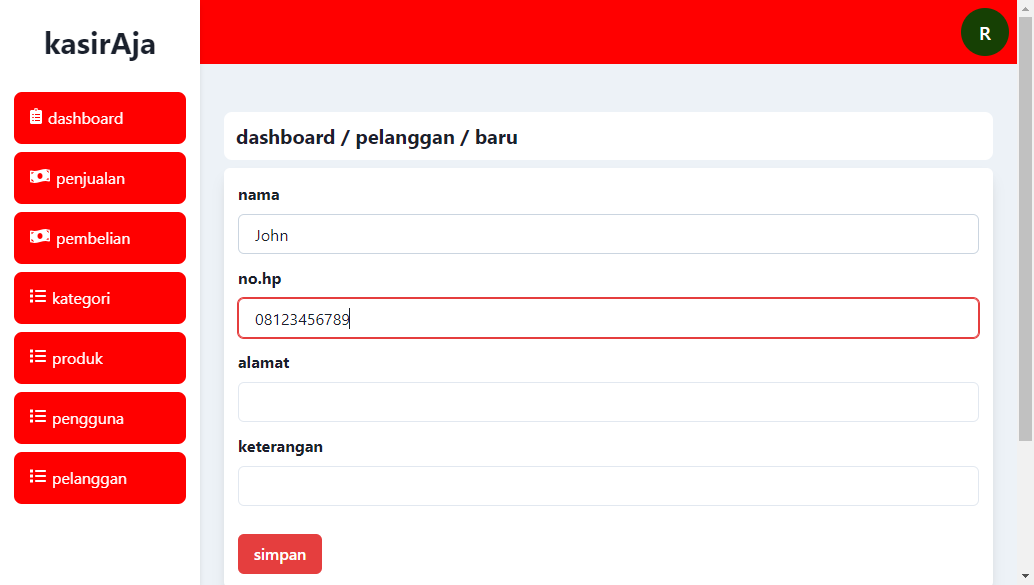 kasirAja
R
dashboard
penjualan
pembelian
kategori
produk
pengguna
pelanggan
dashboard / pelanggan / baru
nama
John
no.hp
08123456789
alamat
keterangan
simpan